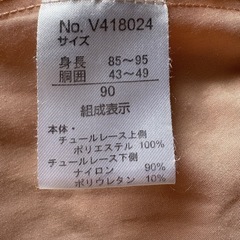 No. V418024
サイズ
身長 85~95
胴囲 43~49
90
組成表示
本体・
チュールレース上側
ポリエステル 100%
チュールレース下側
ナイロン 90%
ポリウレタン 10%